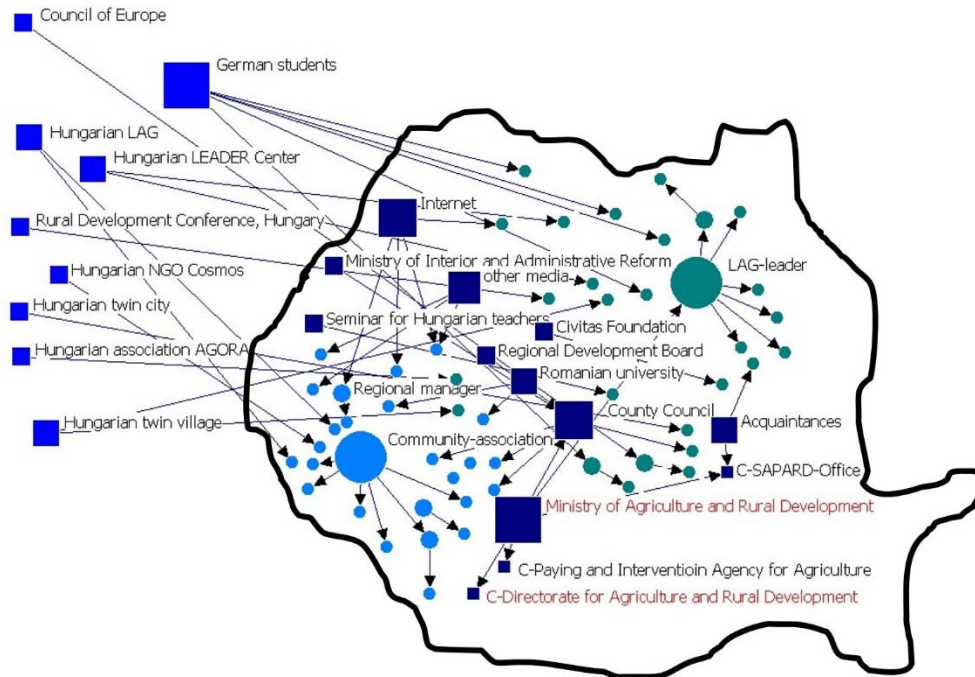 Council of Europe
German students
Hungarian LAG
Hungarian LEADER Center
Internet
Rural Development Conference, Hungary
Ministry of Interior and Administrative Reform
LAG-leader
Hungarian NGO Cosmos
other media
Hungarian twin city
Seminar for Hungarian teachers
Civitas Foundation
Hungarian association AGORA
Regional Development Board
Romanian university
Regional manager
Hungarian twin village
County Council
Acquaintances
Community-association
C-SAPARD-Office
Ministry of Agriculture and Rural Development
C-Paying and Interventioin Agency for Agriculture
C-Directorate for Agriculture and Rural Development